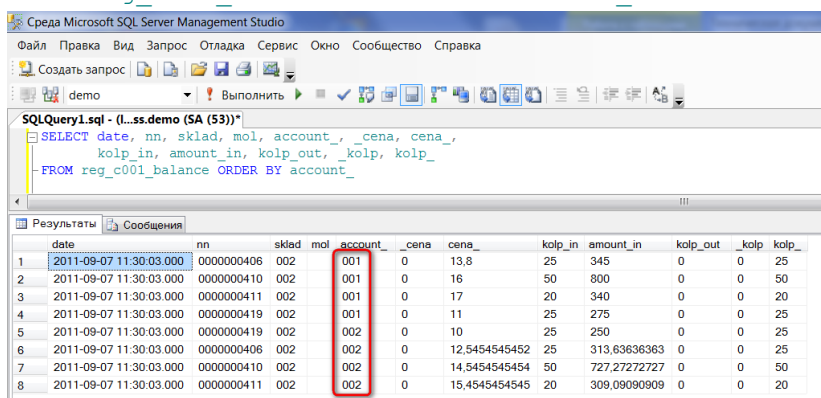 Среда Microsoft SQL Server Management Studio
Файл Правка Вид Запрос Отладка Сервис Окно Сообщество Справка
Создать запрос
demo Выполнить
SQLQuery1.sql - (l...ss.demo (SA (53))*
SELECT date, nn, sklad, mol, account_, _cena, cena_,
kolp_in, amount_in, kolp_out, _kolp, kolp_
FROM reg_c001_balance ORDER BY account_
Результаты Сообщения
date nn sklad mol account_ _cena cena_ kolp_in amount_in kolp_out _kolp kolp_
1 2011-09-07 11:30:03.000 0000000406 002 001 0 13,8 25 345 0 0 25
2 2011-09-07 11:30:03.000 0000000410 002 001 0 16 50 800 0 0 50
3 2011-09-07 11:30:03.000 0000000411 002 001 0 17 20 340 0 0 20
4 2011-09-07 11:30:03.000 0000000419 002 001 0 11 25 275 0 0 25
5 2011-09-07 11:30:03.000 0000000419 002 002 0 10 25 250 0 0 25
6 2011-09-07 11:30:03.000 0000000406 002 002 0 12,5454545452 25 313,63636363 0 0 25
7 2011-09-07 11:30:03.000 0000000410 002 002 0 14,5454545454 50 727,27272727 0 0 50
8 2011-09-07 11:30:03.000 0000000411 002 002 0 15,4545454545 20 309,09090909 0 0 20